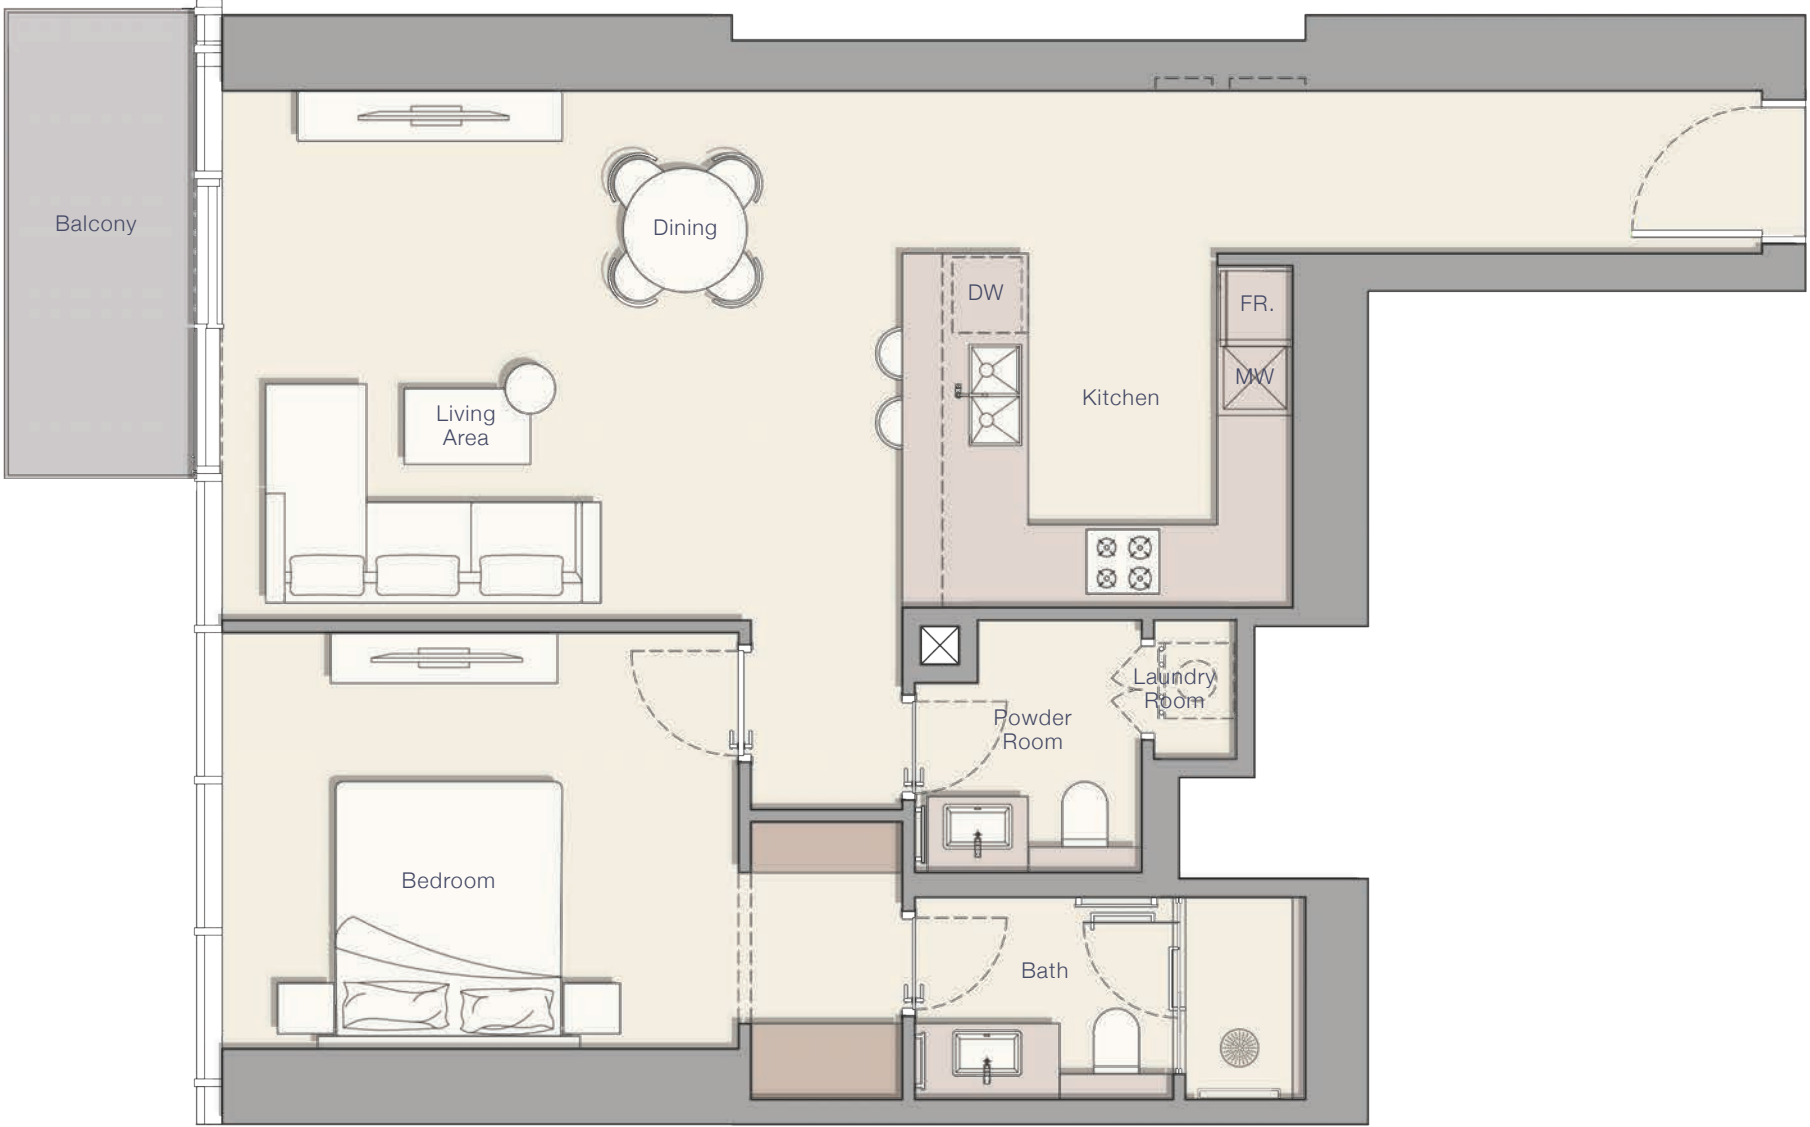 Balcony
Dining
DW
FR.
MW
Kitchen
Living
Area
Laundry
Room
Powder
Room
Bedroom
Bath